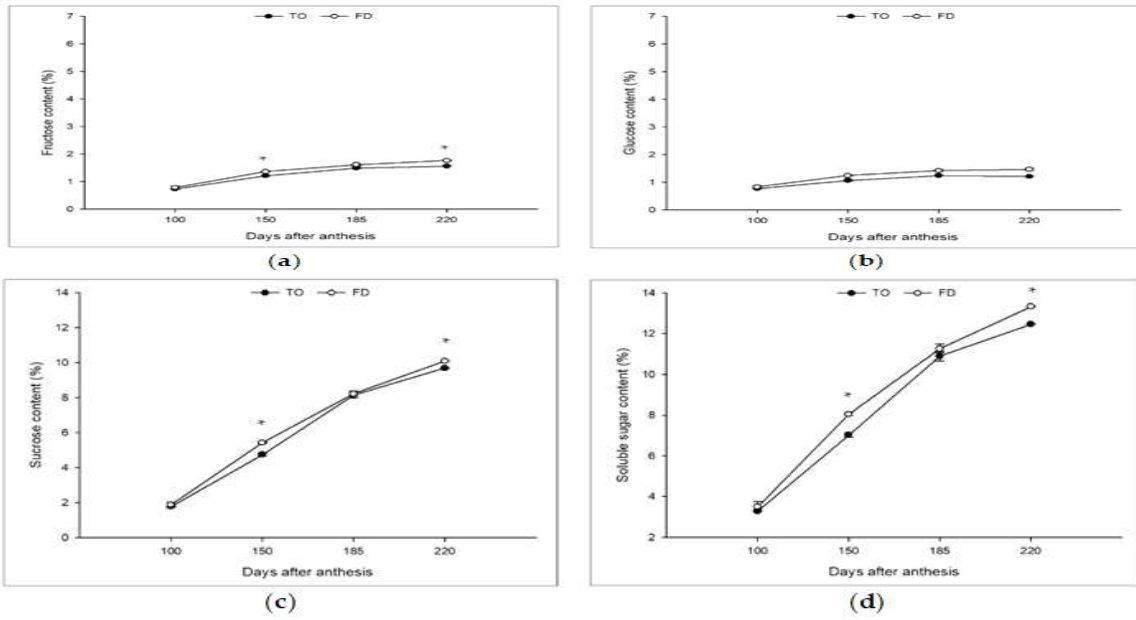 TO FD
7
6
5
4
3
2
1
0
Fructose content (%)
*
*
100 150 185 220
Days after anthesis
(a)
TO FD
7
6
5
4
3
2
1
0
Glucose content (%)
100 150 185 220
Days after anthesis
(b)
TO FD
14
12
10
8
6
4
2
0
Sucrose content (%)
*
*
100 150 185 220
Days after anthesis
(c)
TO FD
14
12
10
8
6
4
2
Soluble sugar content (%)
*
*
100 150 185 220
Days after anthesis
(d)